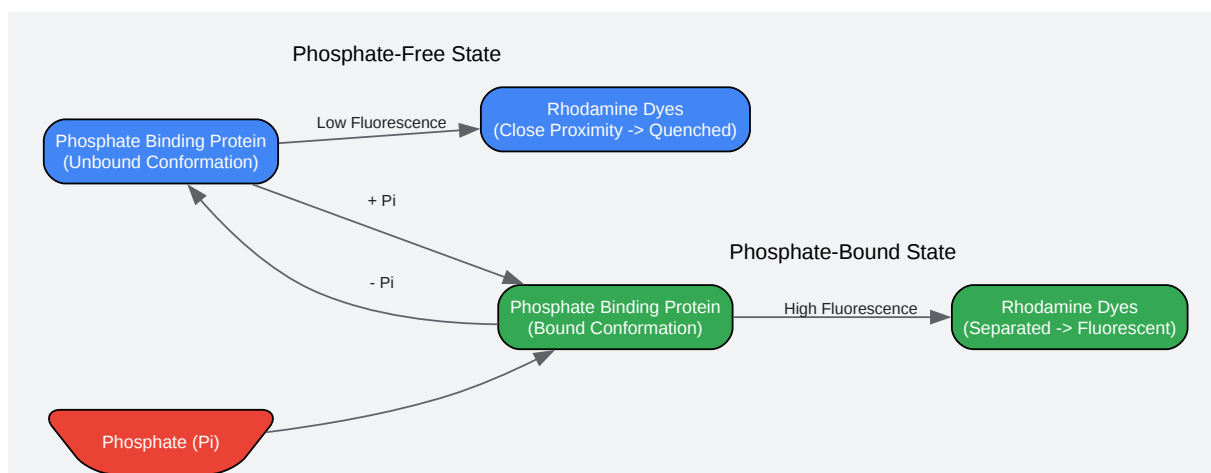 Phosphate-Free State
Rhodamine Dyes
(Close Proximity -> Quenched)
Low Fluorescence
Phosphate Binding Protein
(Unbound Conformation)
+ Pi
Phosphate-Bound State
- Pi
Phosphate Binding Protein
(Bound Conformation)
High Fluorescence
Rhodamine Dyes
(Separated -> Fluorescent)
Phosphate (Pi)